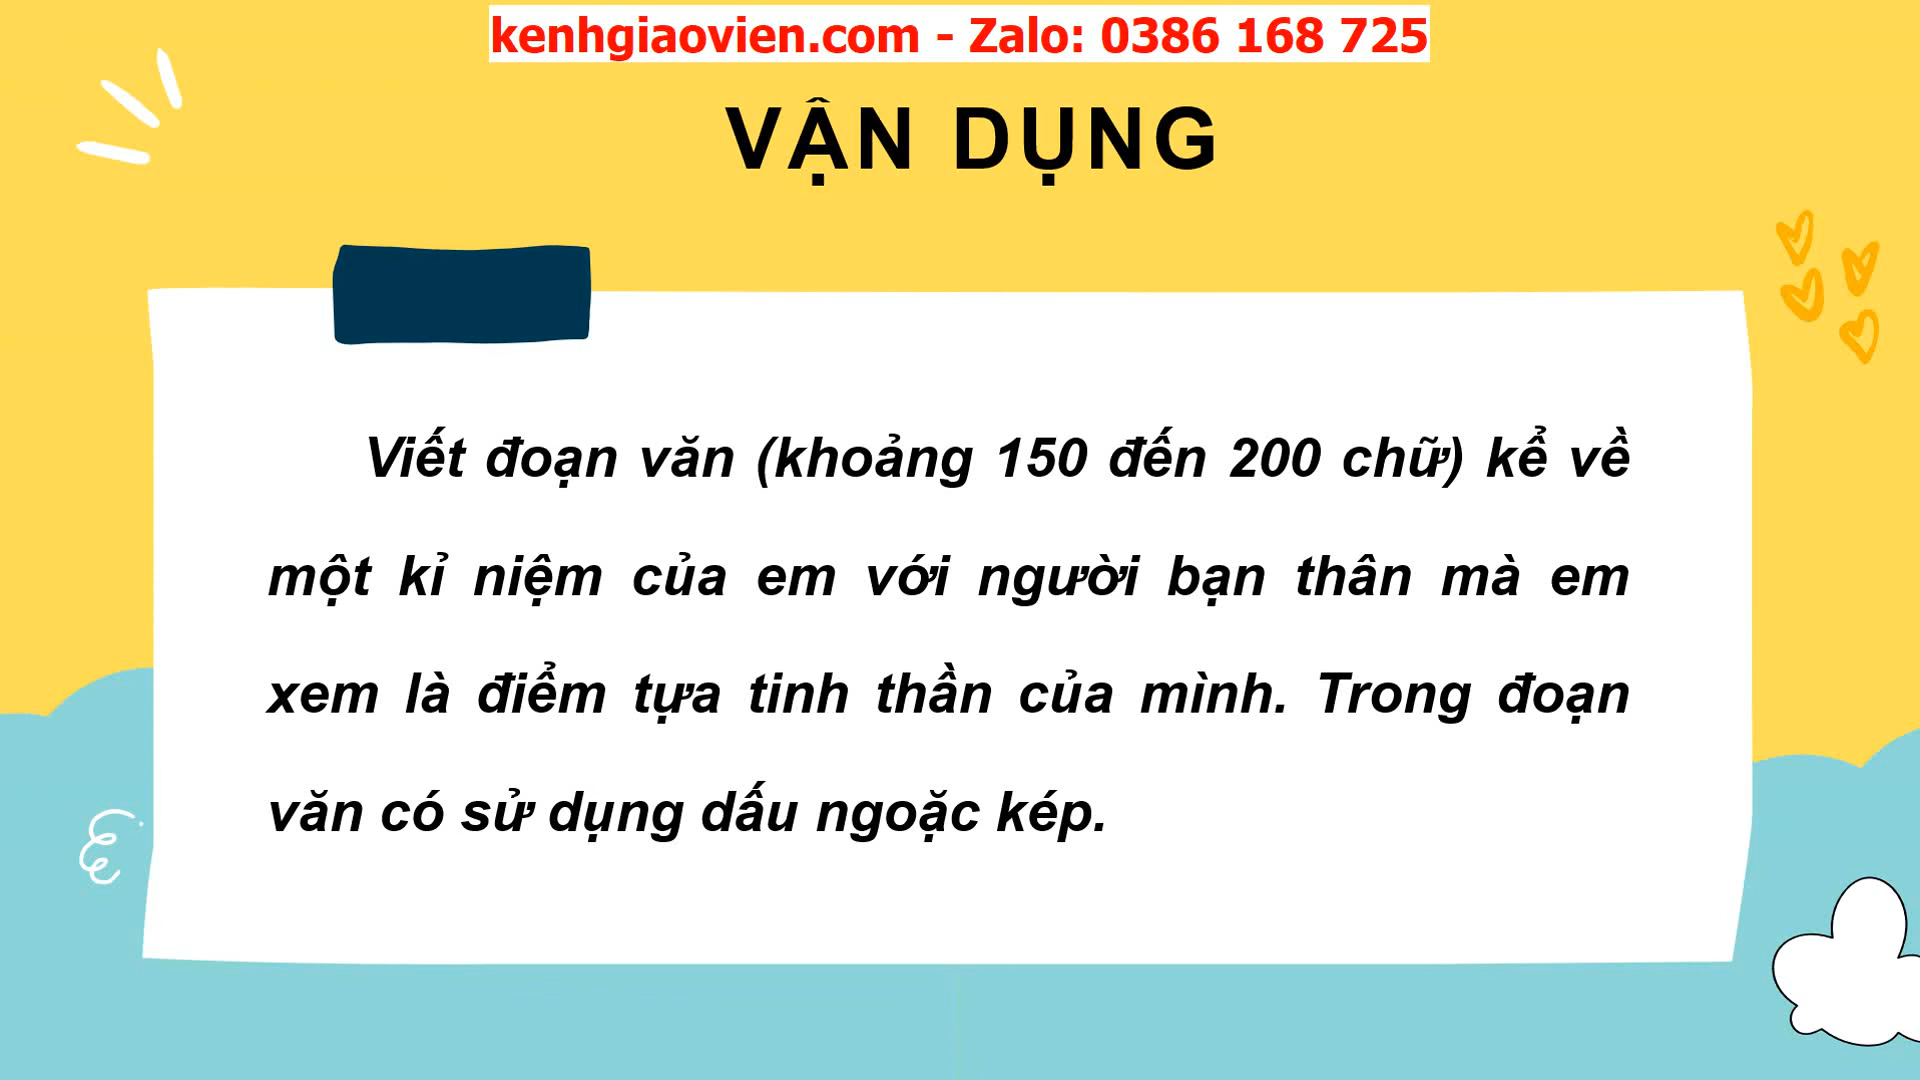 kenhgiaovien.com - Zalo: 0386 168 725
VẬN DỤNG
Viết đoạn văn (khoảng 150 đến 200 chữ) kể về
một kỉ niệm của em với người bạn thân mà em
xem là điểm tựa tinh thần của mình. Trong đoạn
văn có sử dụng dấu ngoặc kép.